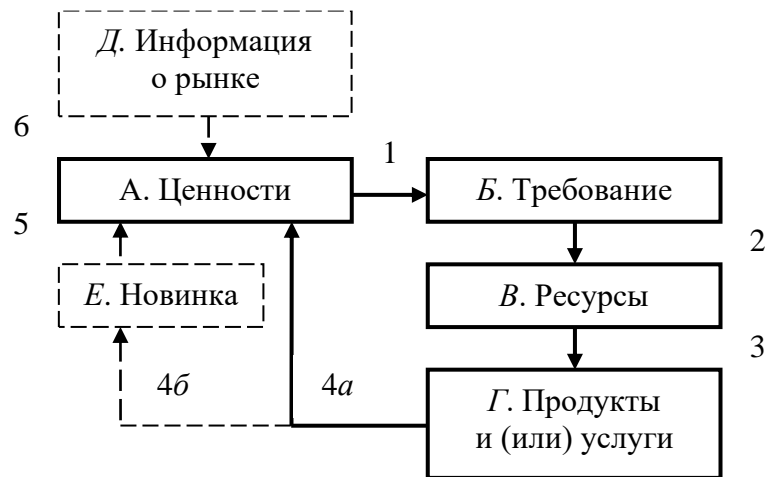 Д. Информация
о рынке
6
1
А. Ценности
Б. Требование
5
2
Е. Новинка
В. Ресурсы
3
4б
4а
Г. Продукты
и (или) услуги